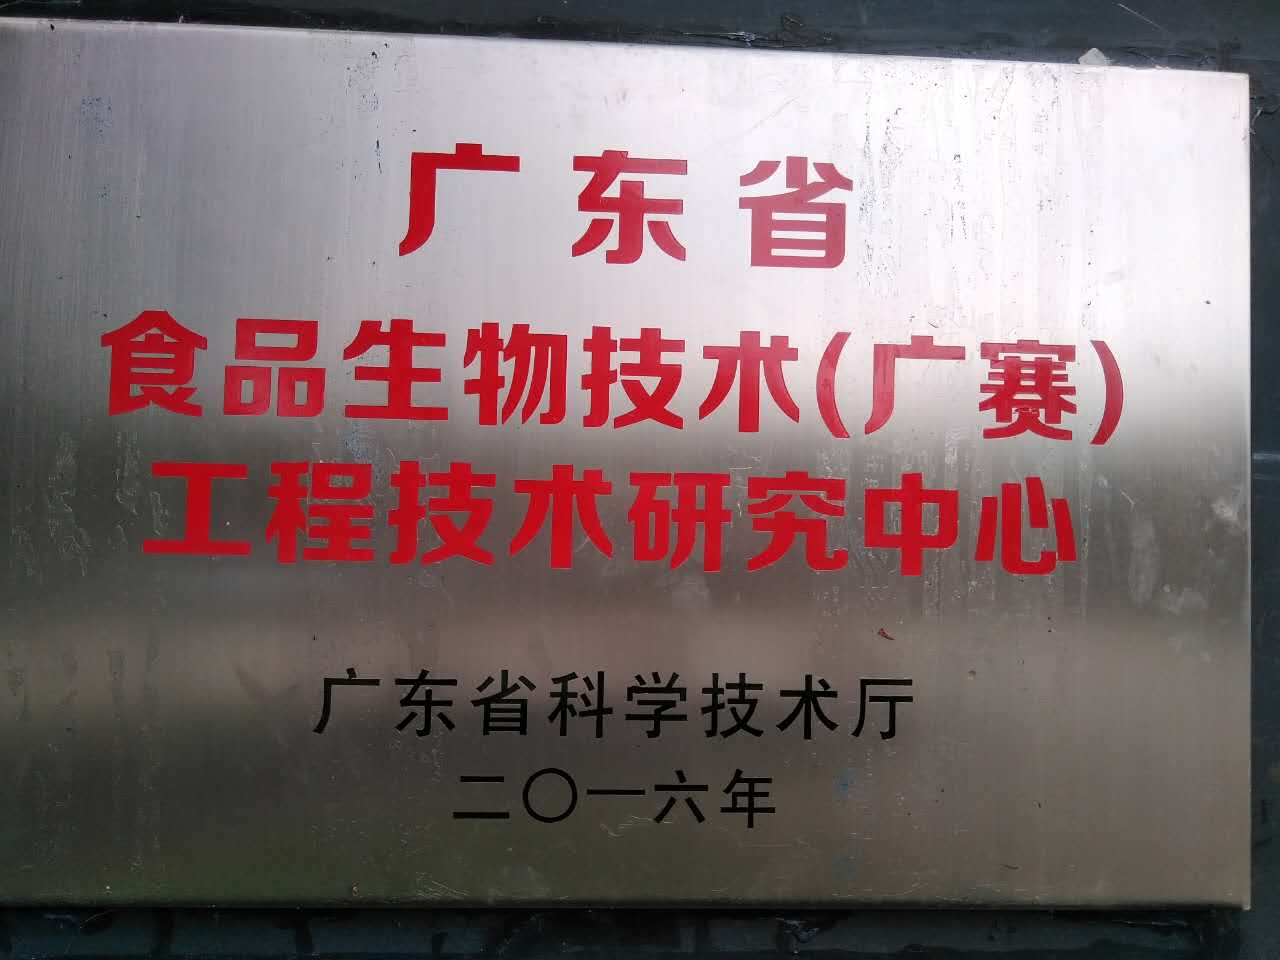 广东省
食品生物技术(广赛)
工程技术研究中心
广东省科学技术厅
二〇一六年